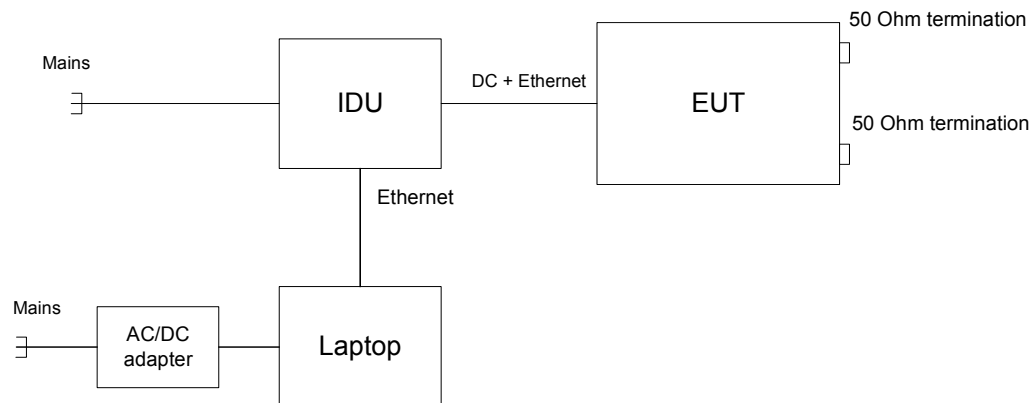 50 Ohm termination
Mains
IDU
DC + Ethernet
EUT
50 Ohm termination
Ethernet
Mains
AC/DC
adapter
Laptop